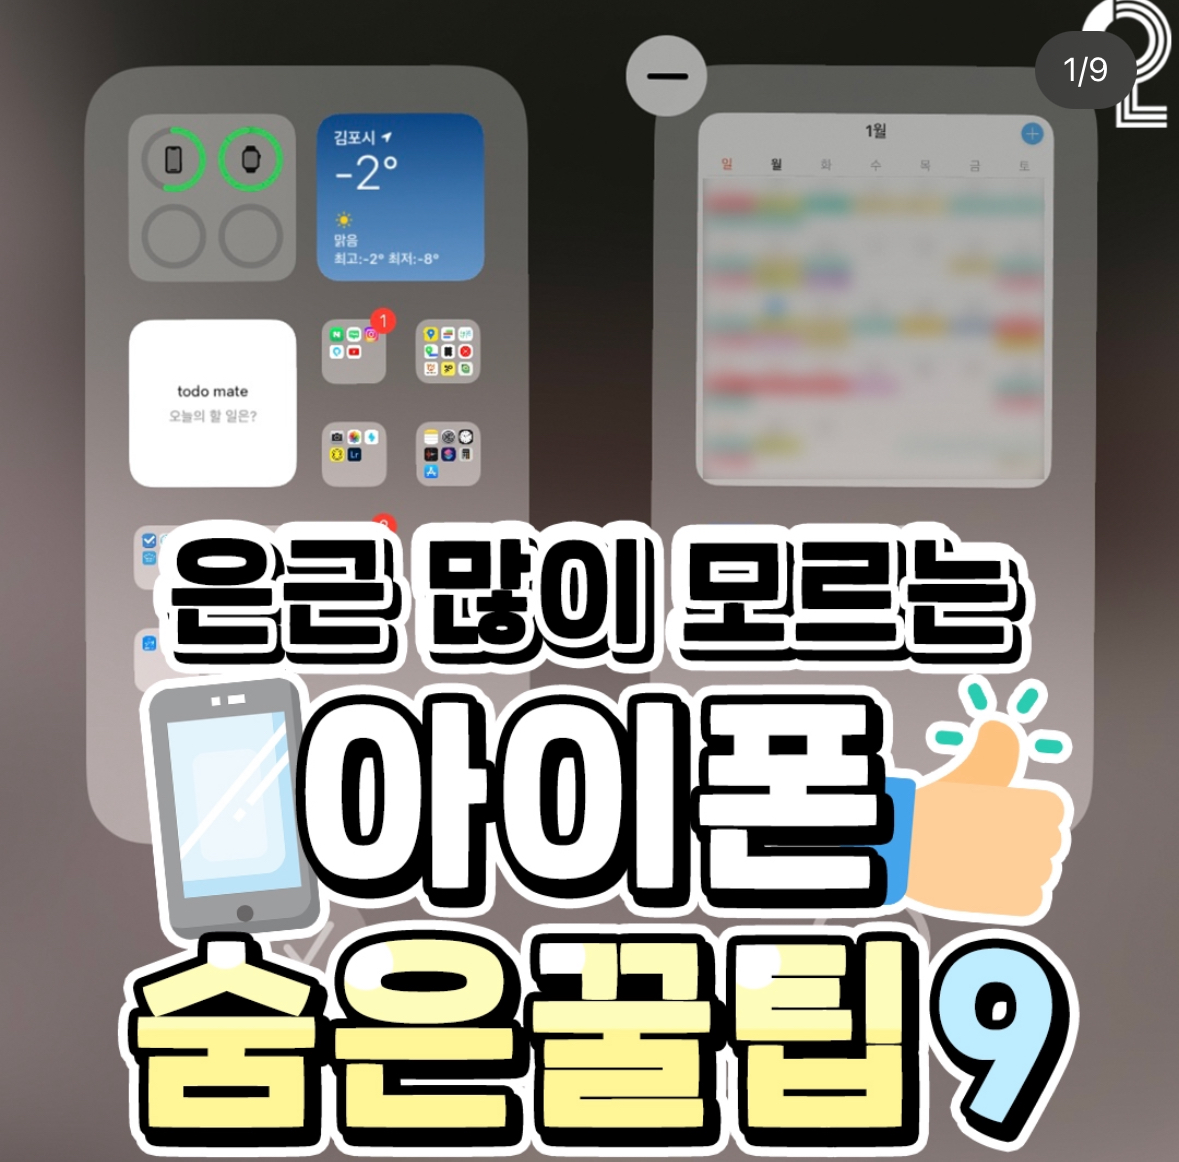 1/9
김포시
-2°
맑음
최고:-2° 최저:-8°
1월
일 월 화 수 목 금 토
1
todo mate
오늘의 할 일은?
Lr
은근 많이 모르는
아이폰
숨은꿀팁9